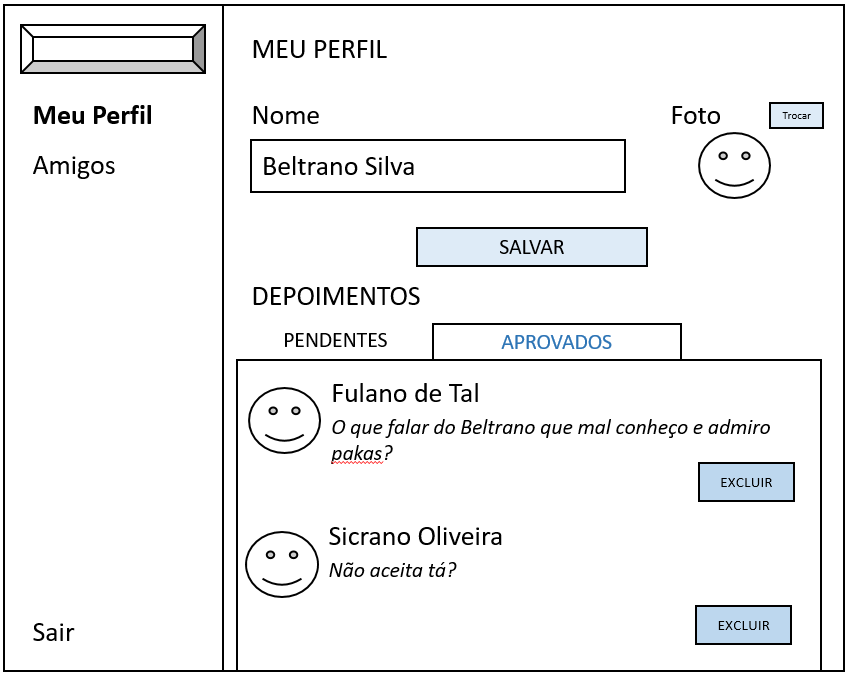 Meu Perfil
Amigos
Sair
MEU PERFIL
Nome
Foto
Trocar
Beltrano Silva
SALVAR
DEPOIMENTOS
PENDENTES
APROVADOS
Fulano de Tal
O que falar do Beltrano que mal conheço e admiro
pakas?
EXCLUIR
Sicrano Oliveira
Não aceita tá?
EXCLUIR